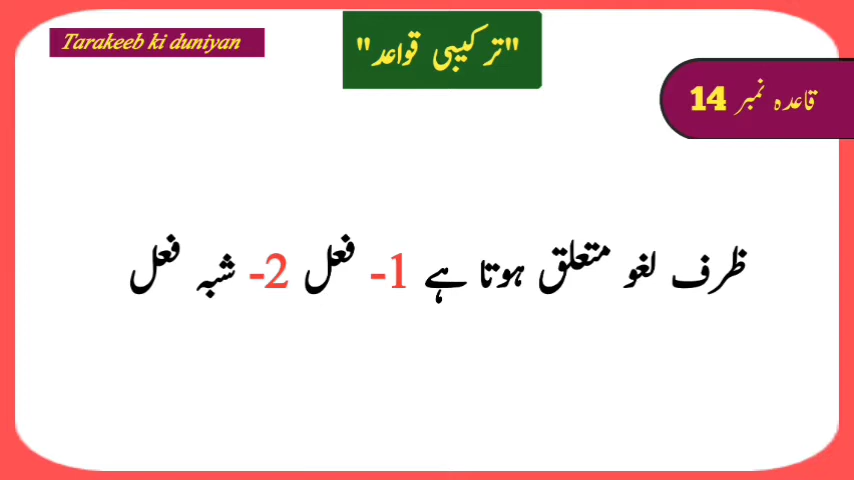 Tarakeeb ki duniyan
"ترکیبی قواعد"
قاعدہ نمبر 14
ظرف لغو متعلق ہوتا ہے 1- فعل 2- شبہ فعل